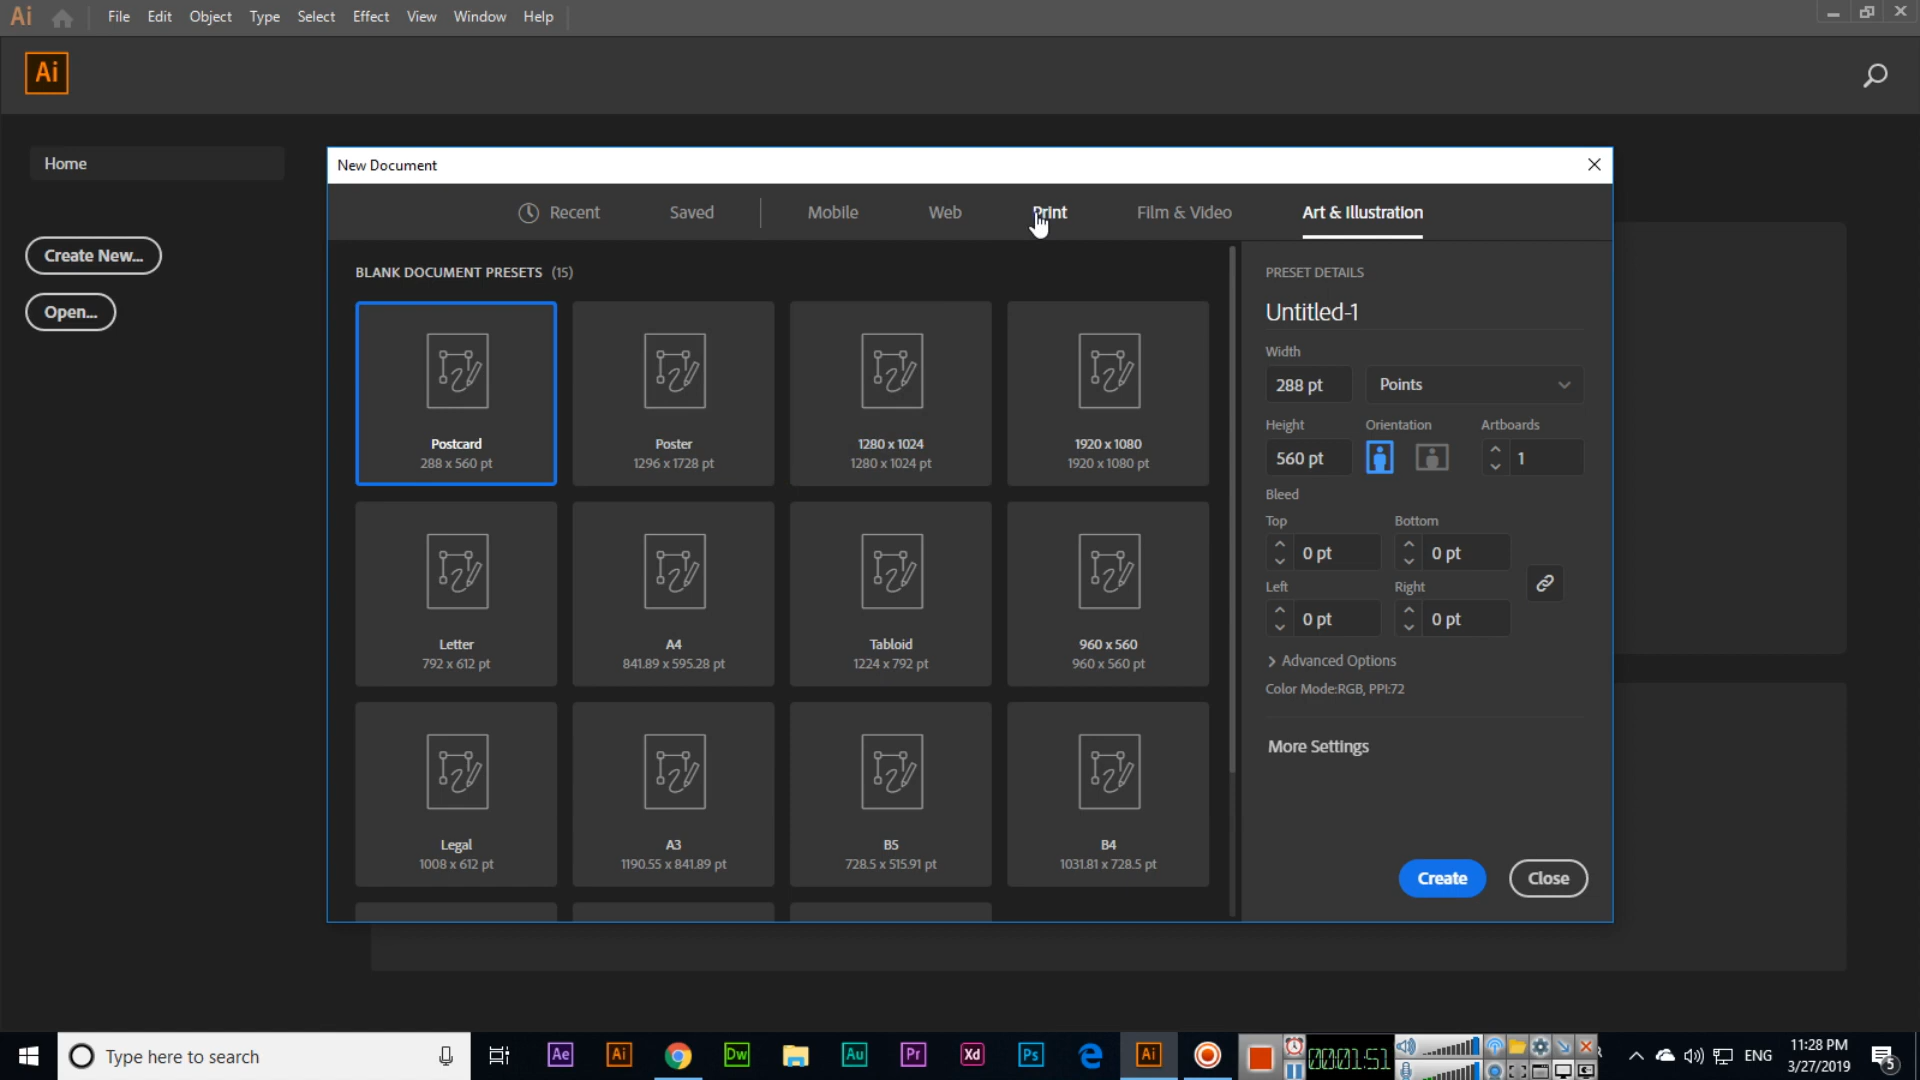 Ai File Edit Object Type Select Effect View Window Help
Ai
Home
Create New...
Open...
New Document
Recent Saved Mobile Web Print Film & Video Art & Illustration
BLANK DOCUMENT PRESETS (15)
Postcard
288 x 560 pt
Poster
1296 x 1728 pt
1280 x 1024
1280 x 1024 pt
1920 x 1080
1920 x 1080 pt
Letter
792 x 612 pt
A4
841.89 x 595.28 pt
Tabloid
1224 x 792 pt
960 x 560
960 x 560 pt
Legal
1008 x 612 pt
A3
1190.55 x 841.89 pt
B5
728.5 x 515.91 pt
B4
1031.81 x 728.5 pt
PRESET DETAILS
Untitled-1
Width
288 pt Points
Height Orientation Artboards
560 pt 1
Bleed
Top Bottom
0 pt 0 pt
Left Right
0 pt 0 pt
Advanced Options
Color Mode:RGB, PPI:72
More Settings
Create Close
Type here to search
Ae Ai Dw Au Pr Xd Ps Ai
00:01:51
ENG
11:28 PM
3/27/2019
5